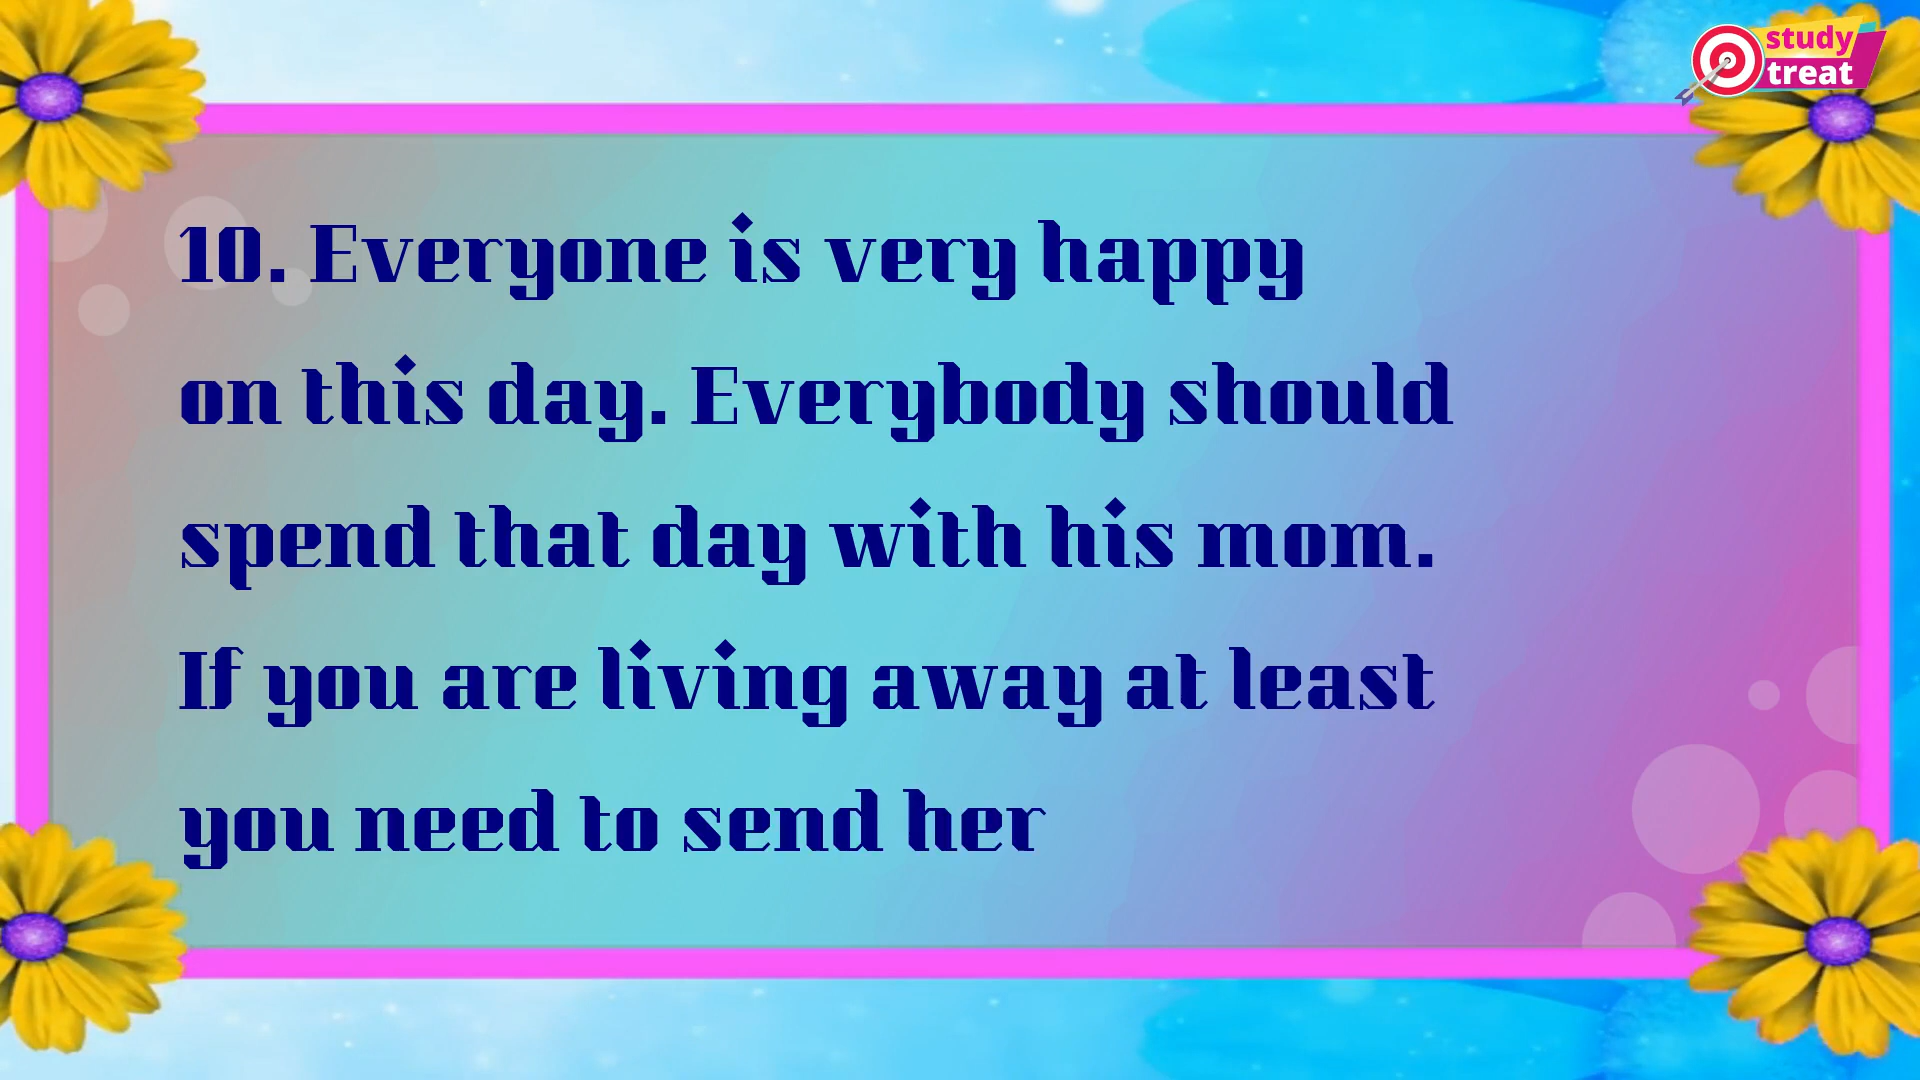 study
treat
10. Everyone is very happy
on this day. Everybody should
spend that day with his mom.
If you are living away at least
you need to send her